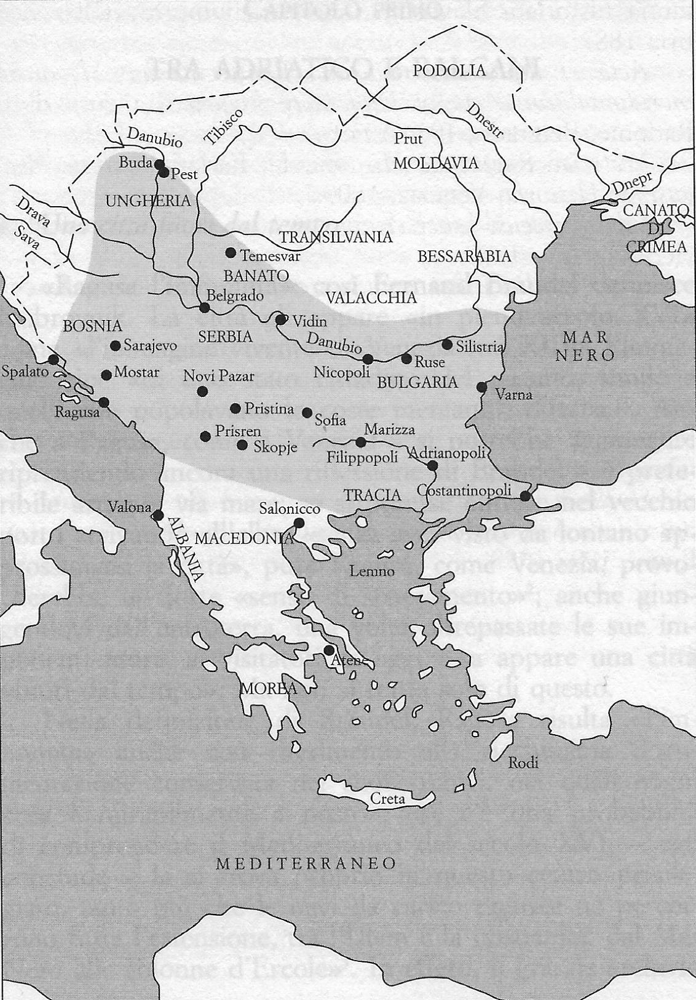 PODOLIA
Dnestr
Tibisco
Danubio
Prut
Buda
MOLDAVIA
Pest
Dnepr
UNGHERIA
Drava
CANATO
DI
CRIMEA
Sava
TRANSILVANIA
Temesvar
BESSARABIA
BANATO
Belgrado
VALACCHIA
BOSNIA
Vidin
SERBIA
MAR
NERO
Sarajevo
Danubio
Silistria
Spalato
Mostar
Novi Pazar
Nicopoli
Ruse
BULGARIA
Varna
Ragusa
Pristina
Sofia
Prisren
Marizza
Skopje
Filippopoli
Adrianopoli
TRACIA
Costantinopoli
Valona
Salonicco
ALBANIA
MACEDONIA
Lemno
Atene
MOREA
Rodi
Creta
MEDITERRANEO